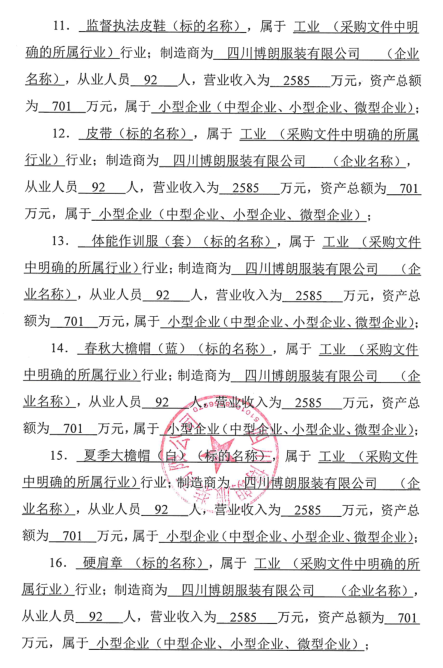 11. 监督执法皮鞋（标的名称），属于 工业 （采购文件中明
确的所属行业）行业；制造商为 四川博朗服装有限公司 （企业
名称），从业人员 92 人，营业收入为 2585 万元，资产总额
为 701 万元，属于 小型企业（中型企业、小型企业、微型企业）；
12. 皮带（标的名称），属于 工业 （采购文件中明确的所属
行业）行业；制造商为 四川博朗服装有限公司 （企业名称），
从业人员 92 人，营业收入为 2585 万元，资产总额为 701
万元，属于 小型企业（中型企业、小型企业、微型企业）；
13. 体能作训服（套）（标的名称），属于 工业 （采购文件
中明确的所属行业）行业；制造商为 四川博朗服装有限公司 （企
业名称），从业人员 92 人，营业收入为 2585 万元，资产总
额为 701 万元，属于 小型企业（中型企业、小型企业、微型企业）；
14. 春秋大檐帽（蓝）（标的名称），属于 工业 （采购文件
中明确的所属行业）行业；制造商为 四川博朗服装有限公司 （企
业名称），从业人员 92 人，营业收入为 2585 万元，资产总
额为 701 万元，属于 小型企业（中型企业、小型企业、微型企业）；
15. 夏季大檐帽（白）（标的名称），属于 工业 （采购文件
中明确的所属行业）行业；制造商为 四川博朗服装有限公司 （企
业名称），从业人员 92 人，营业收入为 2585 万元，资产总
额为 701 万元，属于 小型企业（中型企业、小型企业、微型企业）；
16. 硬肩章 （标的名称），属于 工业 （采购文件中明确的所
属行业）行业；制造商为 四川博朗服装有限公司 （企业名称），
从业人员 92 人，营业收入为 2585 万元，资产总额为 701
万元，属于 小型企业（中型企业、小型企业、微型企业）；